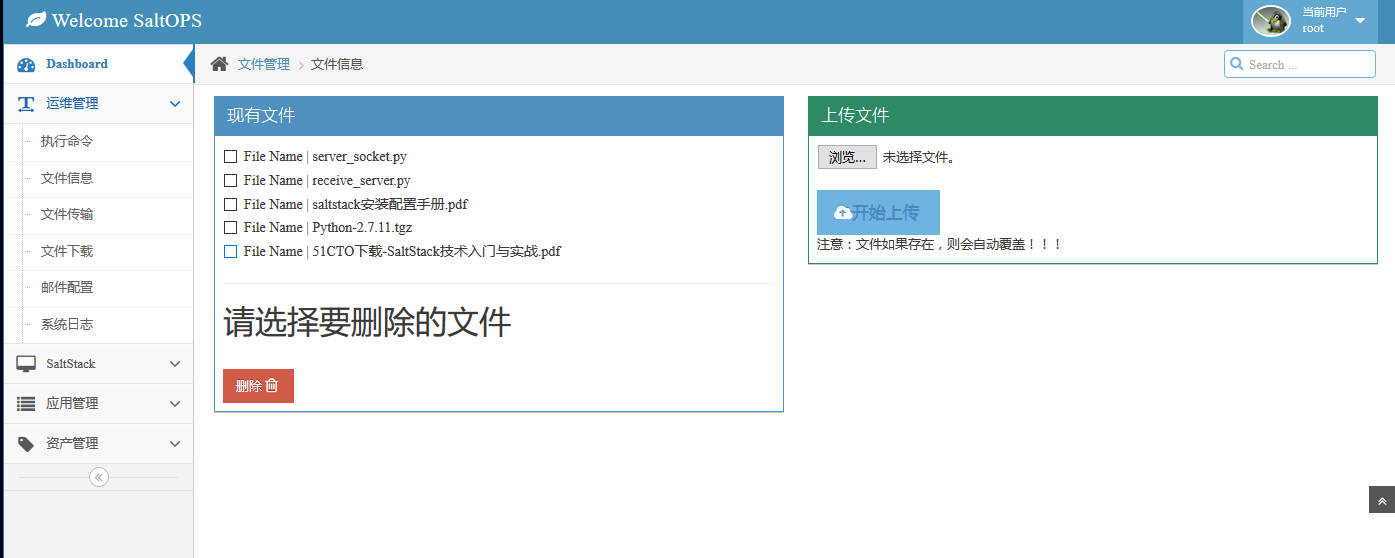 Welcome SaltOPS
当前用户
root
Dashboard
运维管理
执行命令
文件信息
文件传输
文件下载
邮件配置
系统日志
SaltStack
应用管理
资产管理
文件管理 > 文件信息
Search ...
现有文件
File Name | server_socket.py
File Name | receive_server.py
File Name | saltstack安装配置手册.pdf
File Name | Python-2.7.11.tgz
File Name | 51CTO下载-SaltStack技术入门与实战.pdf
请选择要删除的文件
删除
上传文件
浏览... 未选择文件。
开始上传
注意：文件如果存在，则会自动覆盖！！！